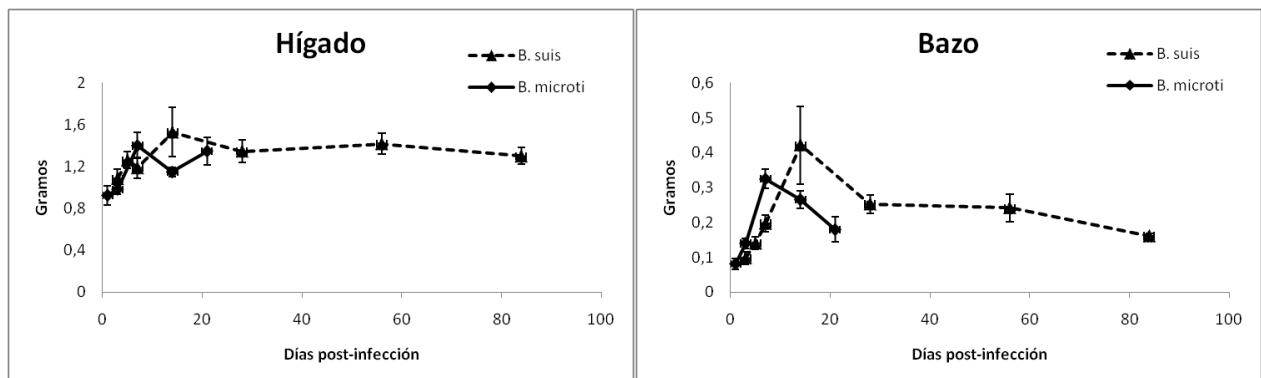 Hígado
B. suis
B. microti
2
1,6
1,2
0,8
0,4
0
Gramos
0 20 40 60 80 100
Días post-infección
Bazo
B. suis
B. microti
0,6
0,5
0,4
0,3
0,2
0,1
0
Gramos
0 20 40 60 80 100
Días post-infección